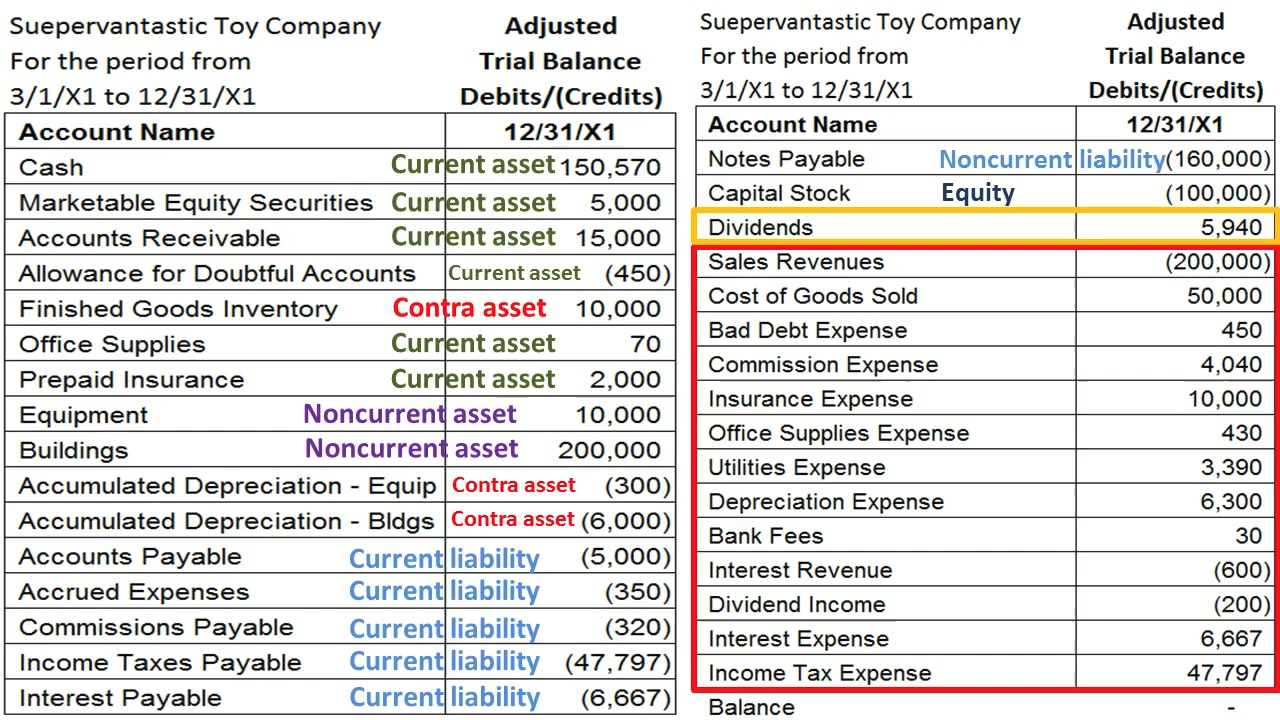 Suepervantastic Toy Company Adjusted
For the period from Trial Balance
3/1/X1 to 12/31/X1 Debits/(Credits)
Account Name 12/31/X1
Cash Current asset 150,570
Marketable Equity Securities Current asset 5,000
Accounts Receivable Current asset 15,000
Allowance for Doubtful Accounts Current asset (450)
Finished Goods Inventory Contra asset 10,000
Office Supplies Current asset 70
Prepaid Insurance Current asset 2,000
Equipment Noncurrent asset 10,000
Buildings Noncurrent asset 200,000
Accumulated Depreciation - Equip Contra asset (300)
Accumulated Depreciation - Bldgs Contra asset (6,000)
Accounts Payable Current liability (5,000)
Accrued Expenses Current liability (350)
Commissions Payable Current liability (320)
Income Taxes Payable Current liability (47,797)
Interest Payable Current liability (6,667)
Suepervantastic Toy Company Adjusted
For the period from Trial Balance
3/1/X1 to 12/31/X1 Debits/(Credits)
Account Name 12/31/X1
Notes Payable Noncurrent liability (160,000)
Capital Stock Equity (100,000)
Dividends 5,940
Sales Revenues (200,000)
Cost of Goods Sold 50,000
Bad Debt Expense 450
Commission Expense 4,040
Insurance Expense 10,000
Office Supplies Expense 430
Utilities Expense 3,390
Depreciation Expense 6,300
Bank Fees 30
Interest Revenue (600)
Dividend Income (200)
Interest Expense 6,667
Income Tax Expense 47,797
Balance -